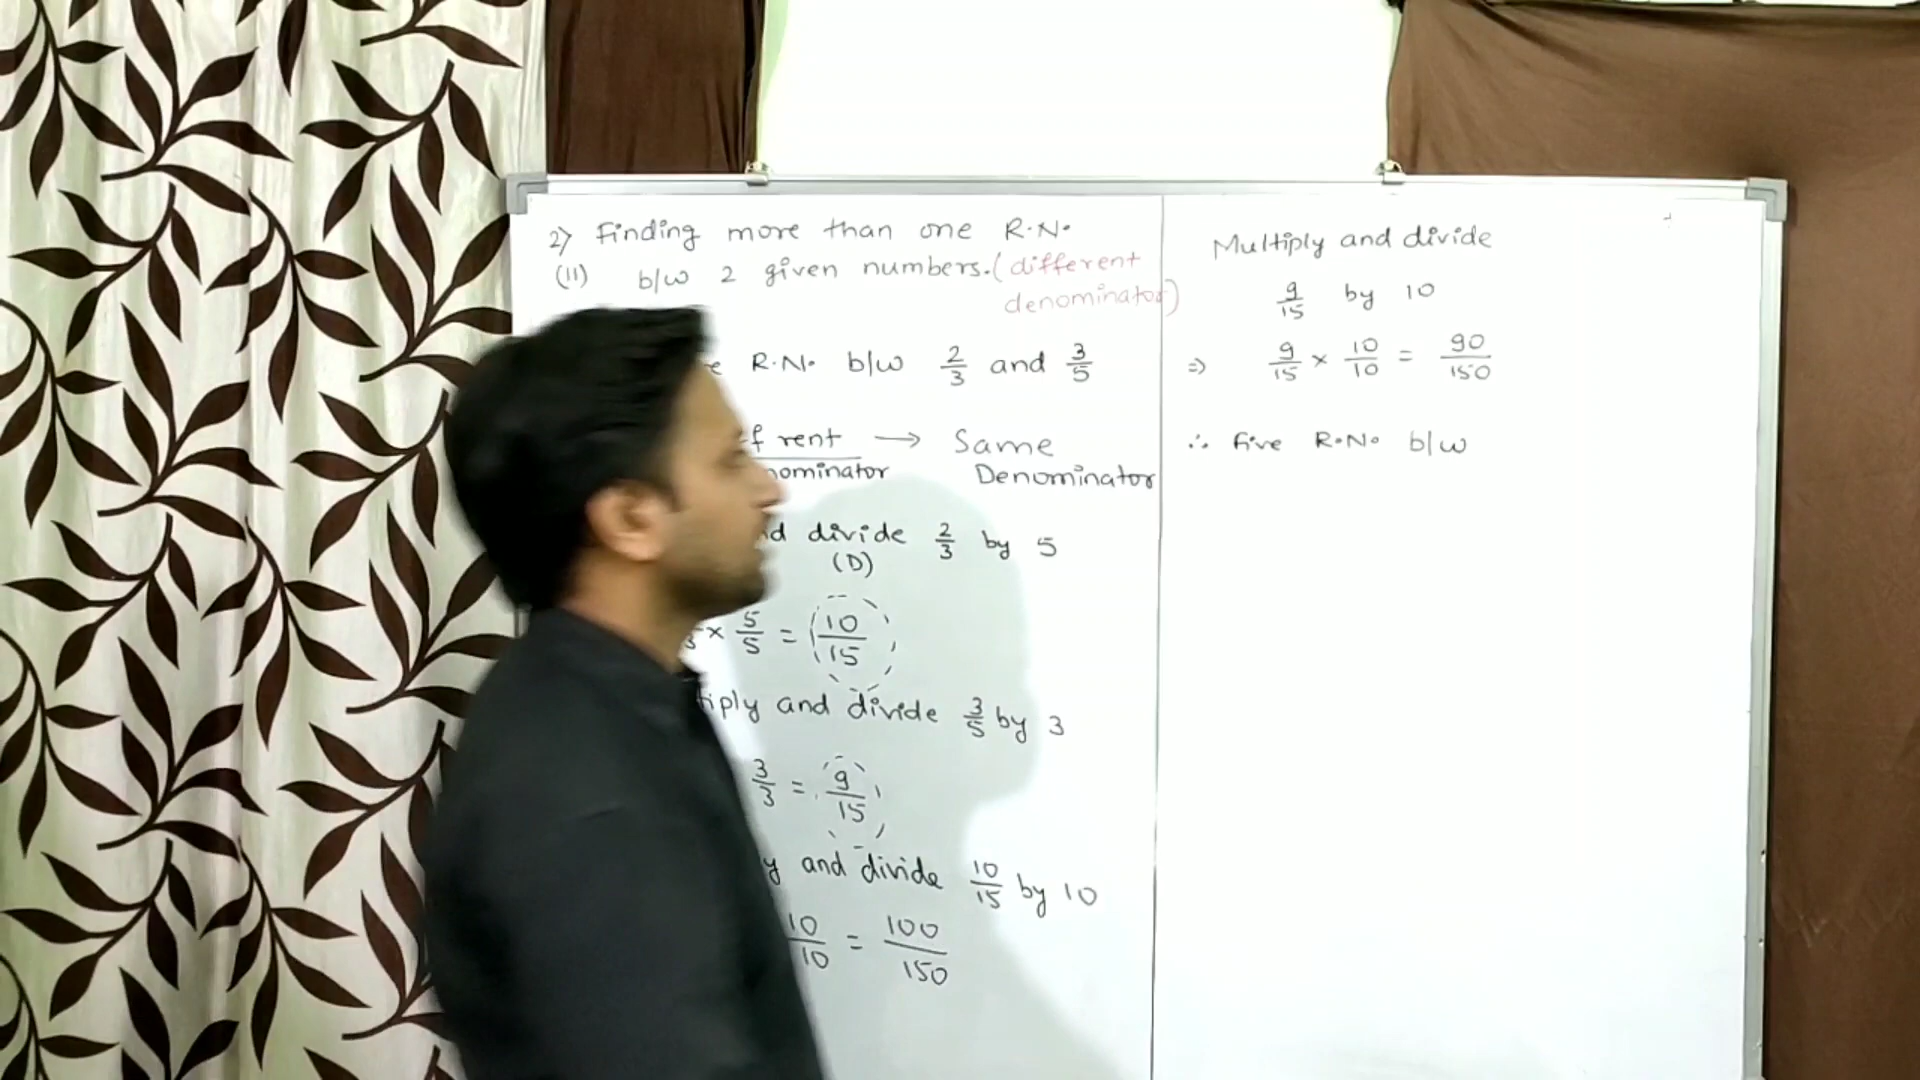 2) Finding more than one R.N.
(II) b/w 2 given numbers. (different
denominator)
R.N. b/w 2/3 and 3/5
rent → Same
Denominator
divide 2/3 by 5
(D)
× 5/5 = 10/15
and divide 3/5 by 3
3/3 = 9/15
and divide 10/15 by 10
10/10 = 100/150
Multiply and divide
9/15 by 10
⇒ 9/15 × 10/10 = 90/150
∴ five R.N. b/w